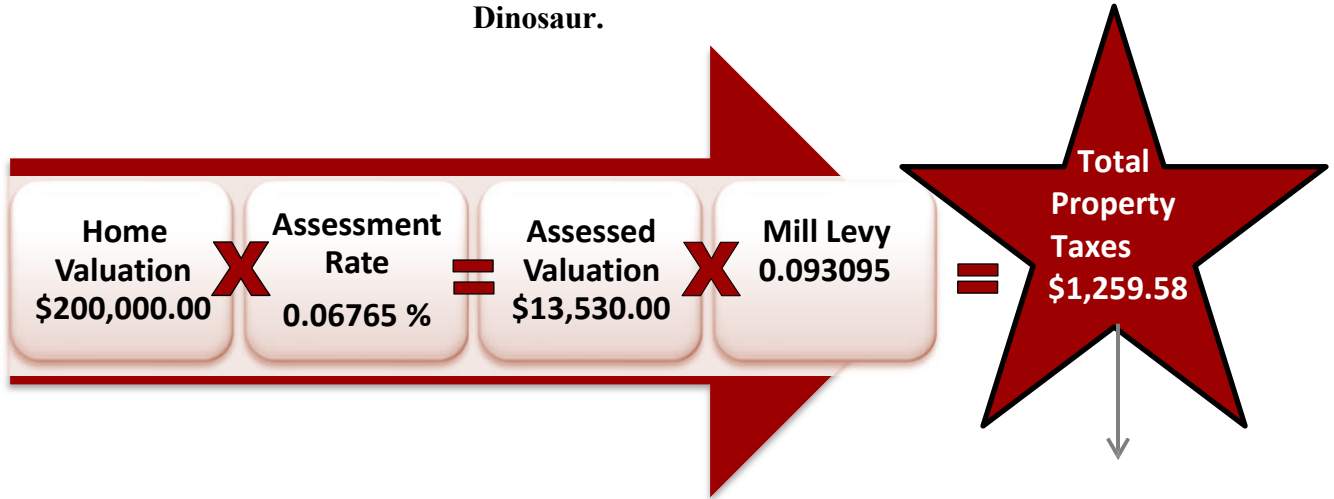 Dinosaur.
Home
Valuation
$200,000.00
X
Assessment
Rate
0.06765 %
=
Assessed
Valuation
$13,530.00
X
Mill Levy
0.093095
=
Total
Property
Taxes
$1,259.58